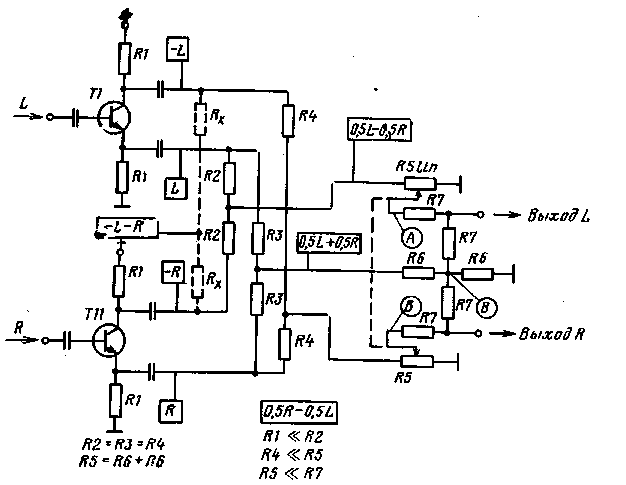 R1
-L
T1
L
Rx
R4
0,5L-0,5R
R5 lin
R1
L
R2
R7
Выход L
A
-L-R
R2
R3
0,5L+0,5R
R7
R6
R6
R1
-R
Rx
R3
B
R7
B
T11
R7
R
R4
Выход R
R5
R1
R
0,5R-0,5L
R2=R3=R4
R5=R6+R6
R1 ≪ R2
R4 ≪ R5
R5 ≪ R7